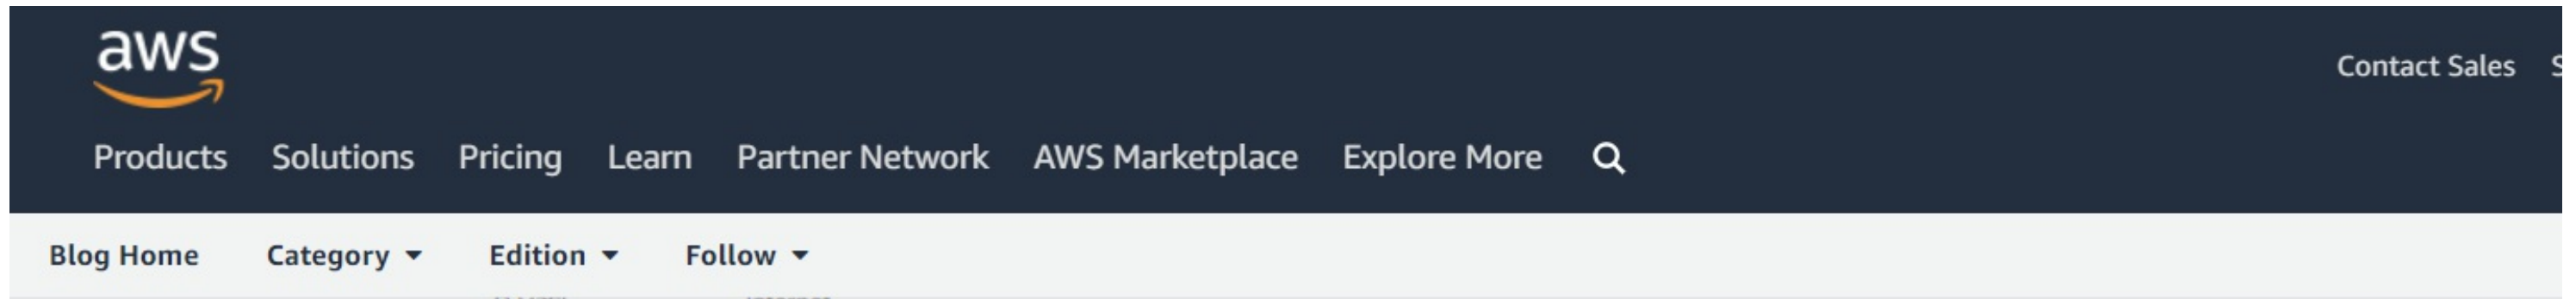 aws
Contact Sales
Products Solutions Pricing Learn Partner Network AWS Marketplace Explore More
Blog Home Category Edition Follow